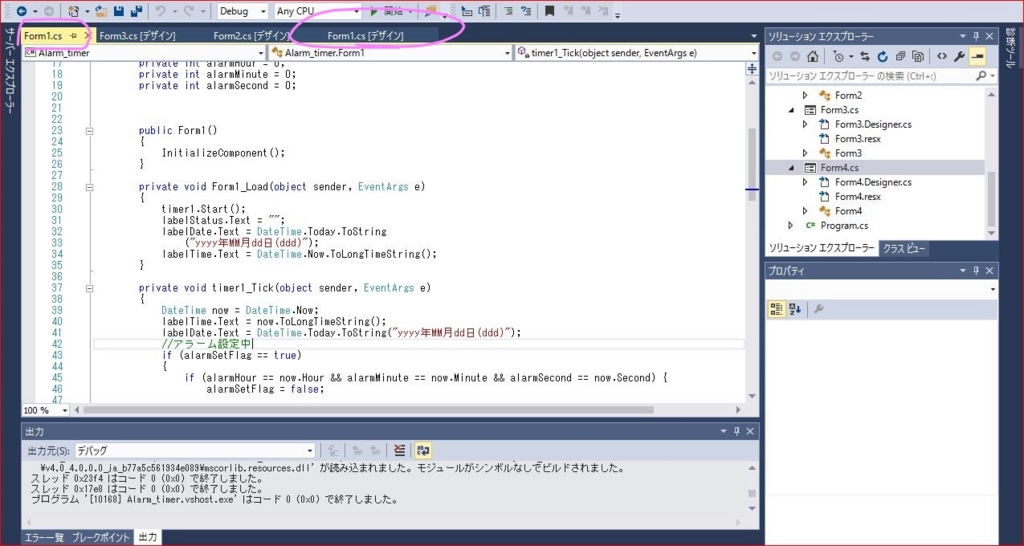 Debug
Any CPU
開始
Form1.cs
Form3.cs [デザイン]
Form2.cs [デザイン]
Form1.cs [デザイン]
Alarm_timer
Alarm_timer.Form1
timer1_Tick(object sender, EventArgs e)
サーバー エクスプローラー
17 private int alarmHour = 0;
18 private int alarmMinute = 0;
19 private int alarmSecond = 0;
20
21
22
23 public Form1()
24 {
25 InitializeComponent();
26 }
27
28 private void Form1_Load(object sender, EventArgs e)
29 {
30 timer1.Start();
31 labelStatus.Text = "";
32 labelDate.Text = DateTime.Today.ToString
33 ("yyyy年MM月dd日(ddd)");
34 labelTime.Text = DateTime.Now.ToLongTimeString();
35 }
36
37 private void timer1_Tick(object sender, EventArgs e)
38 {
39 DateTime now = DateTime.Now;
40 labelTime.Text = now.ToLongTimeString();
41 labelDate.Text = DateTime.Today.ToString("yyyy年MM月dd日(ddd)");
42 //アラーム設定中
43 if (alarmSetFlag == true)
44 {
45 if (alarmHour == now.Hour && alarmMinute == now.Minute && alarmSecond == now.Second) {
46 alarmSetFlag = false;
47
100 %
出力
出力元(S):
デバッグ
\v4.0_4.0.0.0_ja_b77a5c561934e089\mscorlib.resources.dll' が読み込まれました。モジュールがシンボルなしでビルドされました。
スレッド 0x23f4 はコード 0 (0x0) で終了しました。
スレッド 0x17e8 はコード 0 (0x0) で終了しました。
プログラム '[10168] Alarm_timer.vshost.exe' はコード 0 (0x0) で終了しました。
エラー一覧
ブレークポイント
出力
ソリューション エクスプローラー
ソリューション エクスプローラー の検索 (Ctrl+;)
Form2
Form3.cs
Form3.Designer.cs
Form3.resx
Form3
Form4.cs
Form4.Designer.cs
Form4.resx
Form4
C# Program.cs
ソリューション エクスプローラー
クラス ビュー
プロパティ
診断ツール